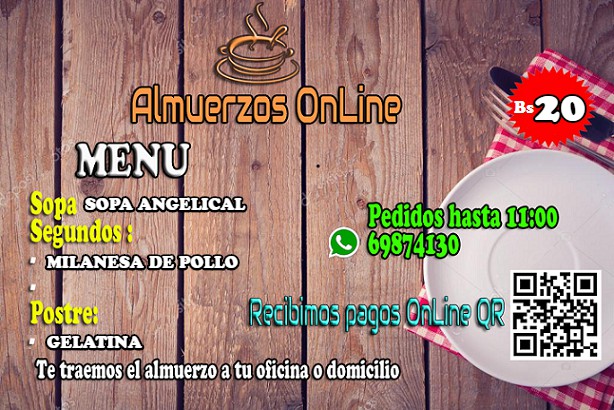 Almuerzos OnLine
Bs 20
MENU
Sopa SOPA ANGELICAL
Segundos :
MILANESA DE POLLO
Postre:
GELATINA
Te traemos el almuerzo a tu oficina o domicilio
Pedidos hasta 11:00
69874130
Recibimos pagos OnLine QR